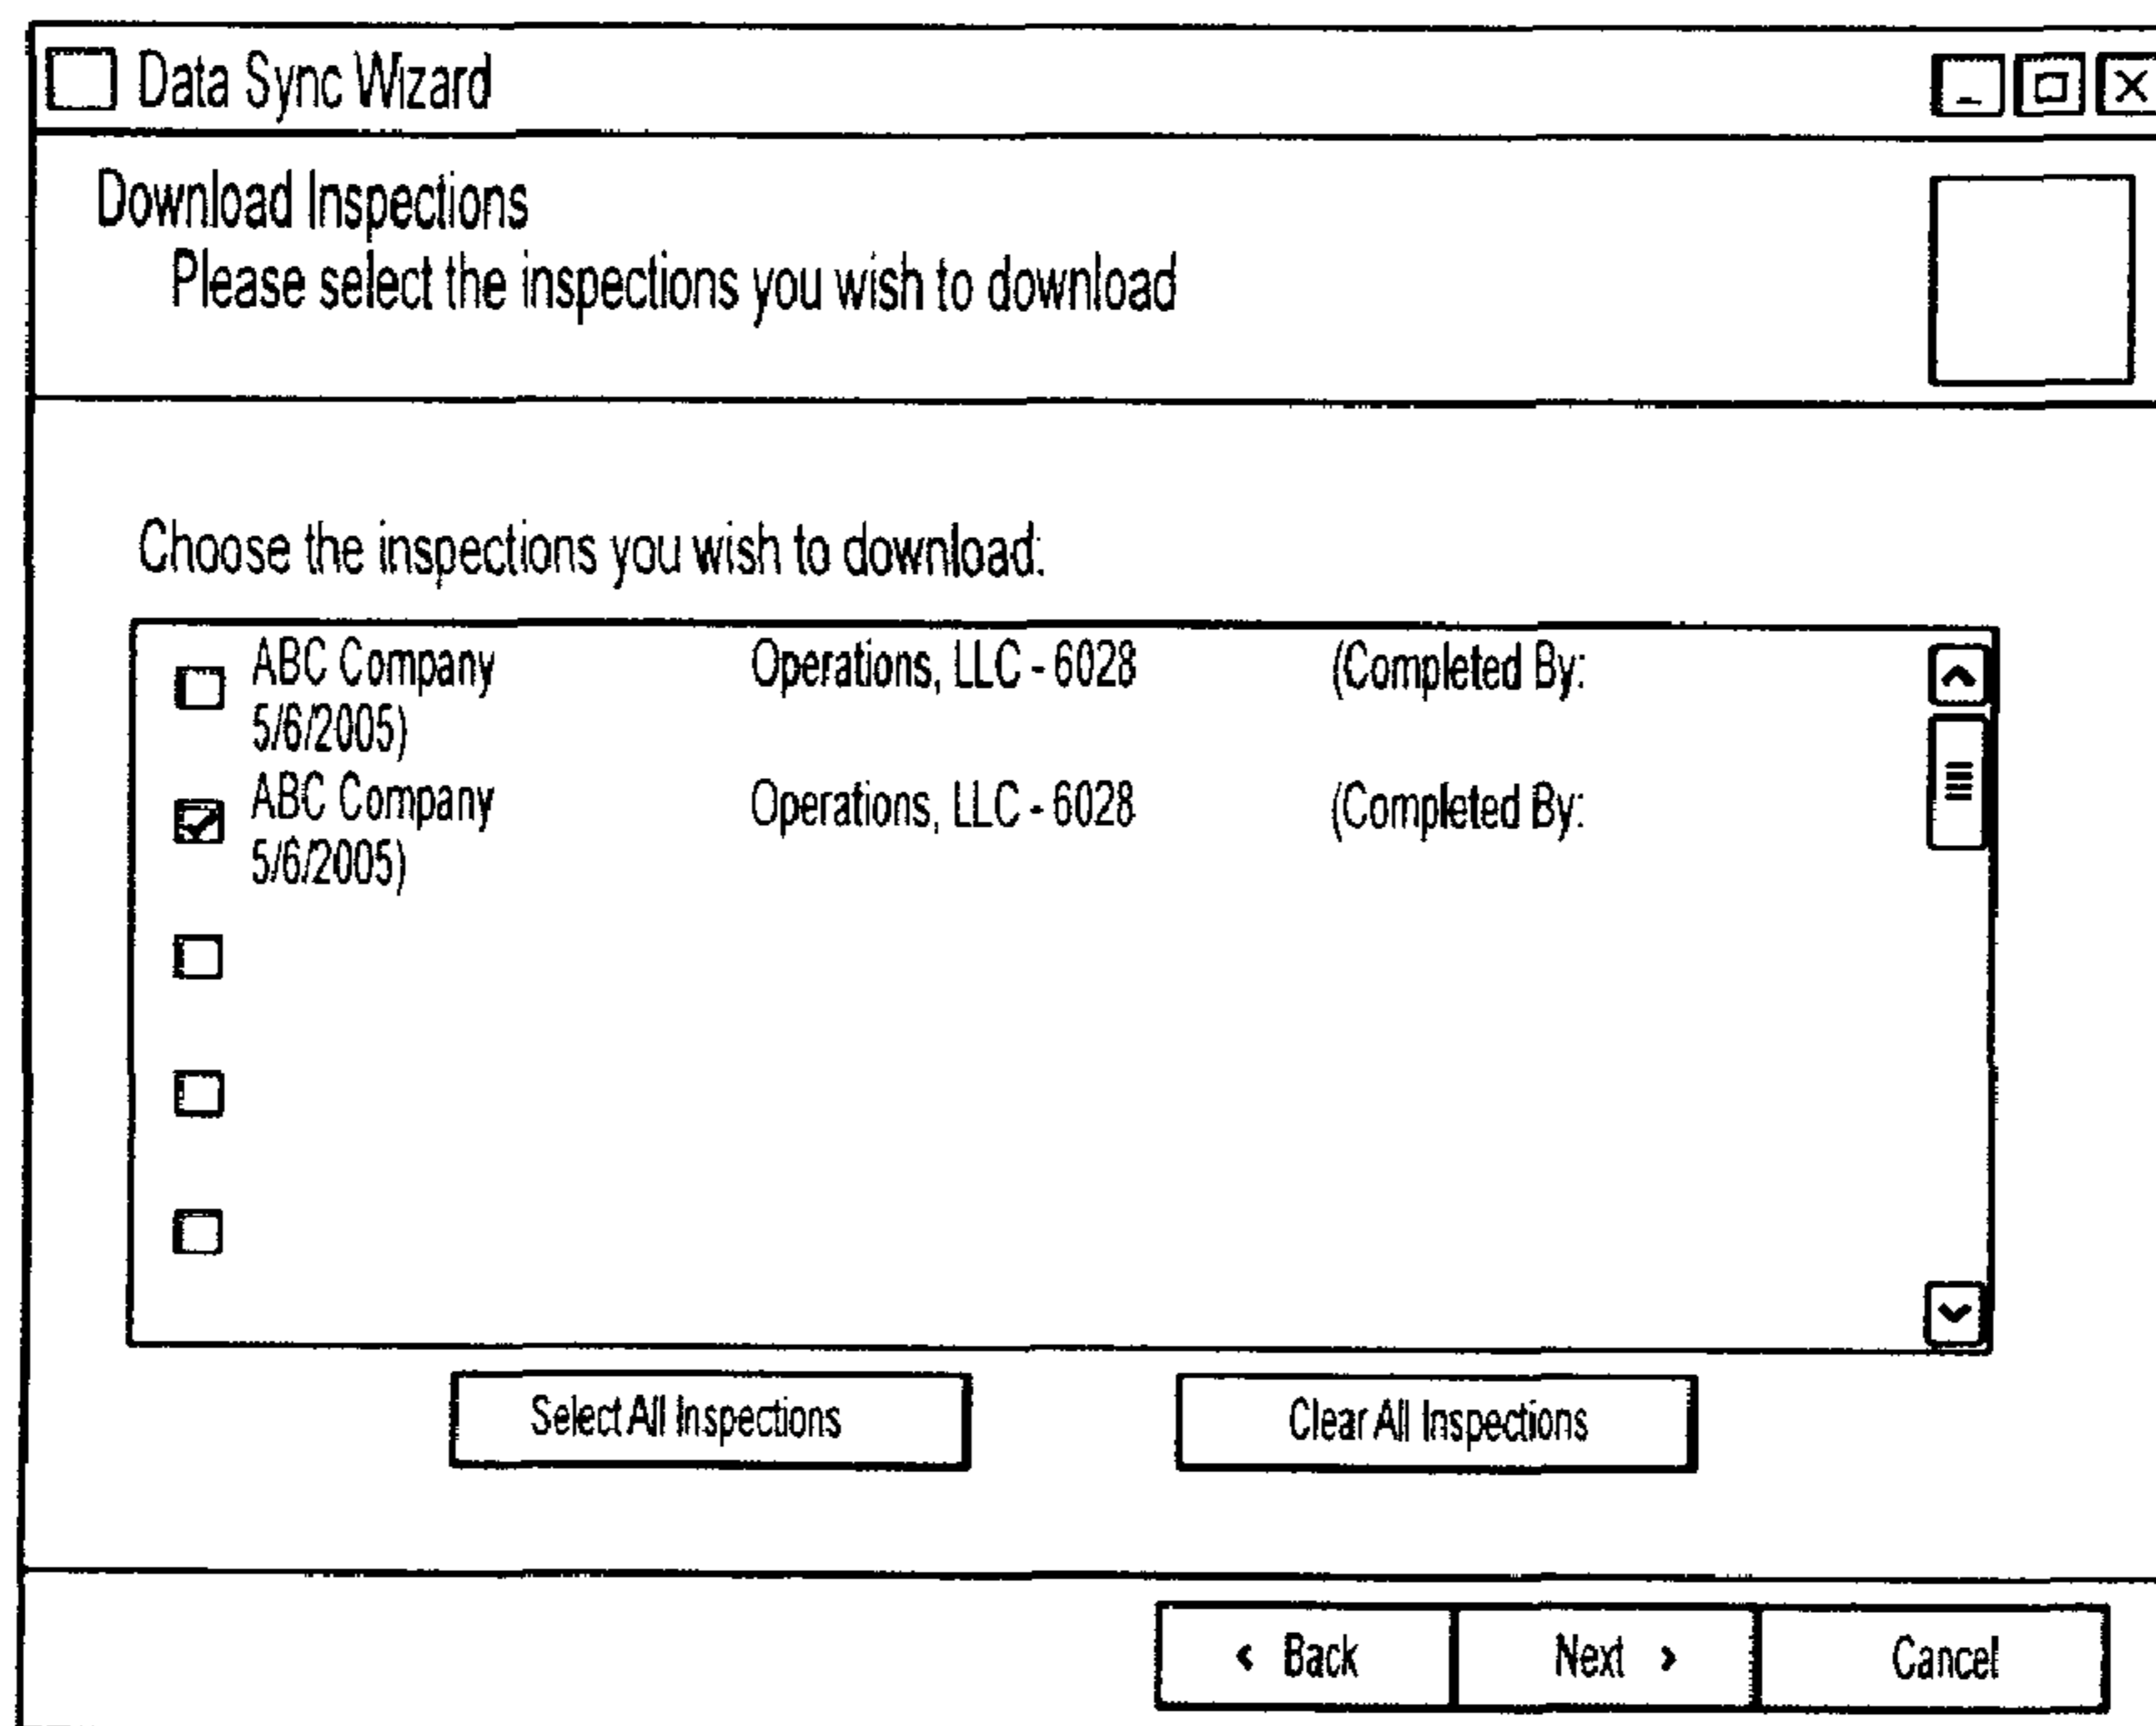 Data Sync Wizard
Download Inspections
Please select the inspections you wish to download
Choose the inspections you wish to download:
ABC Company Operations, LLC - 6028 (Completed By:
5/6/2005)
ABC Company Operations, LLC - 6028 (Completed By:
5/6/2005)
Select All Inspections Clear All Inspections
‹ Back Next › Cancel